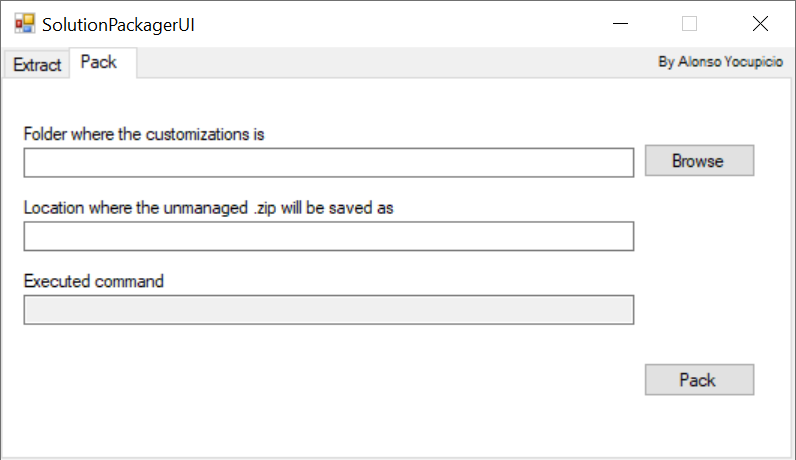 SolutionPackagerUI
Extract
Pack
By Alonso Yocupicio
Folder where the customizations is
Browse
Location where the unmanaged .zip will be saved as
Executed command
Pack